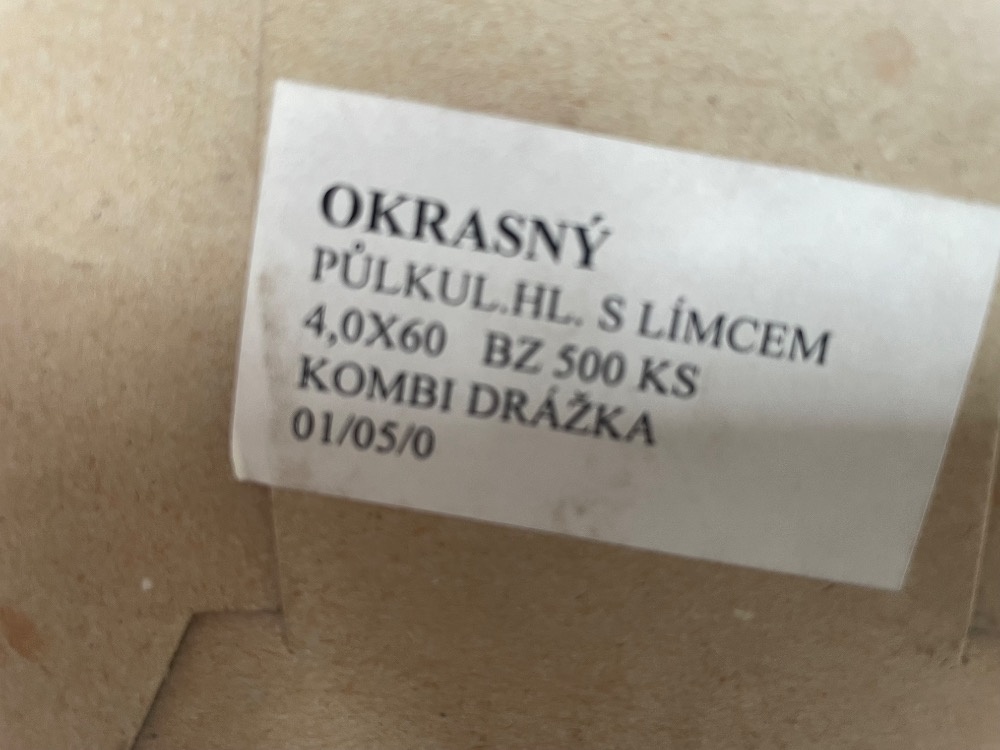 OKRASNÝ
PŮLKUL.HL. S LÍMCEM
4,0X60 BZ 500 KS
KOMBI DRÁŽKA
01/05/0